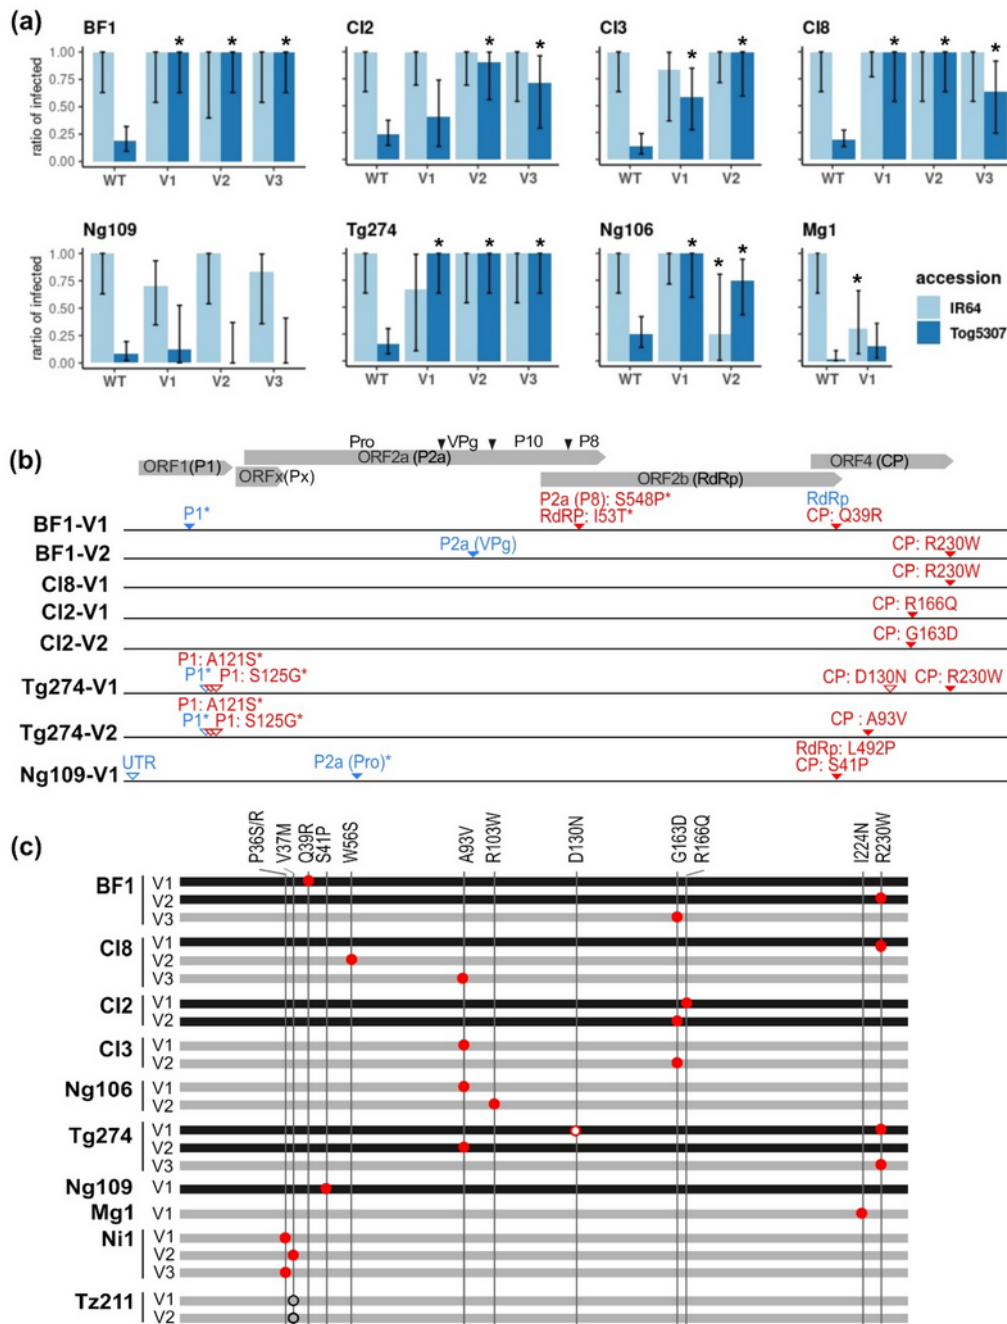 (a)
BF1
CI2
CI3
CI8
ratio of infected
1.00
0.75
0.50
0.25
0.00
* * *
* *
* *
* * *
WT V1 V2 V3
WT V1 V2 V3
WT V1 V2
WT V1 V2 V3
Ng109
Tg274
Ng106
Mg1
rartio of infected
1.00
0.75
0.50
0.25
0.00
* * *
* * *
*
WT V1 V2 V3
WT V1 V2 V3
WT V1 V2
WT V1
accession
IR64
Tog5307
(b)
Pro VPg P10 P8
ORF1(P1)
ORFx(Px)
ORF2a (P2a)
ORF2b (RdRp)
ORF4 (CP)
P2a (P8): S548P* RdRp
BF1-V1 P1* RdRP: I53T* CP: Q39R
BF1-V2 P2a (VPg) CP: R230W
CI8-V1 CP: R230W
CI2-V1 CP: R166Q
CI2-V2 CP: G163D
P1: A121S*
Tg274-V1 P1* P1: S125G* CP: D130N CP: R230W
P1: A121S*
Tg274-V2 P1* P1: S125G* CP : A93V
RdRp: L492P
Ng109-V1 UTR P2a (Pro)* CP: S41P
(c)
P36S/R V37M Q39R S41P W56S A93V R103W D130N G163D R166Q I224N R230W
BF1 V1
V2
V3
CI8 V1
V2
V3
CI2 V1
V2
CI3 V1
V2
Ng106 V1
V2
Tg274 V1
V2
V3
Ng109 V1
Mg1 V1
Ni1 V1
V2
V3
Tz211 V1
V2